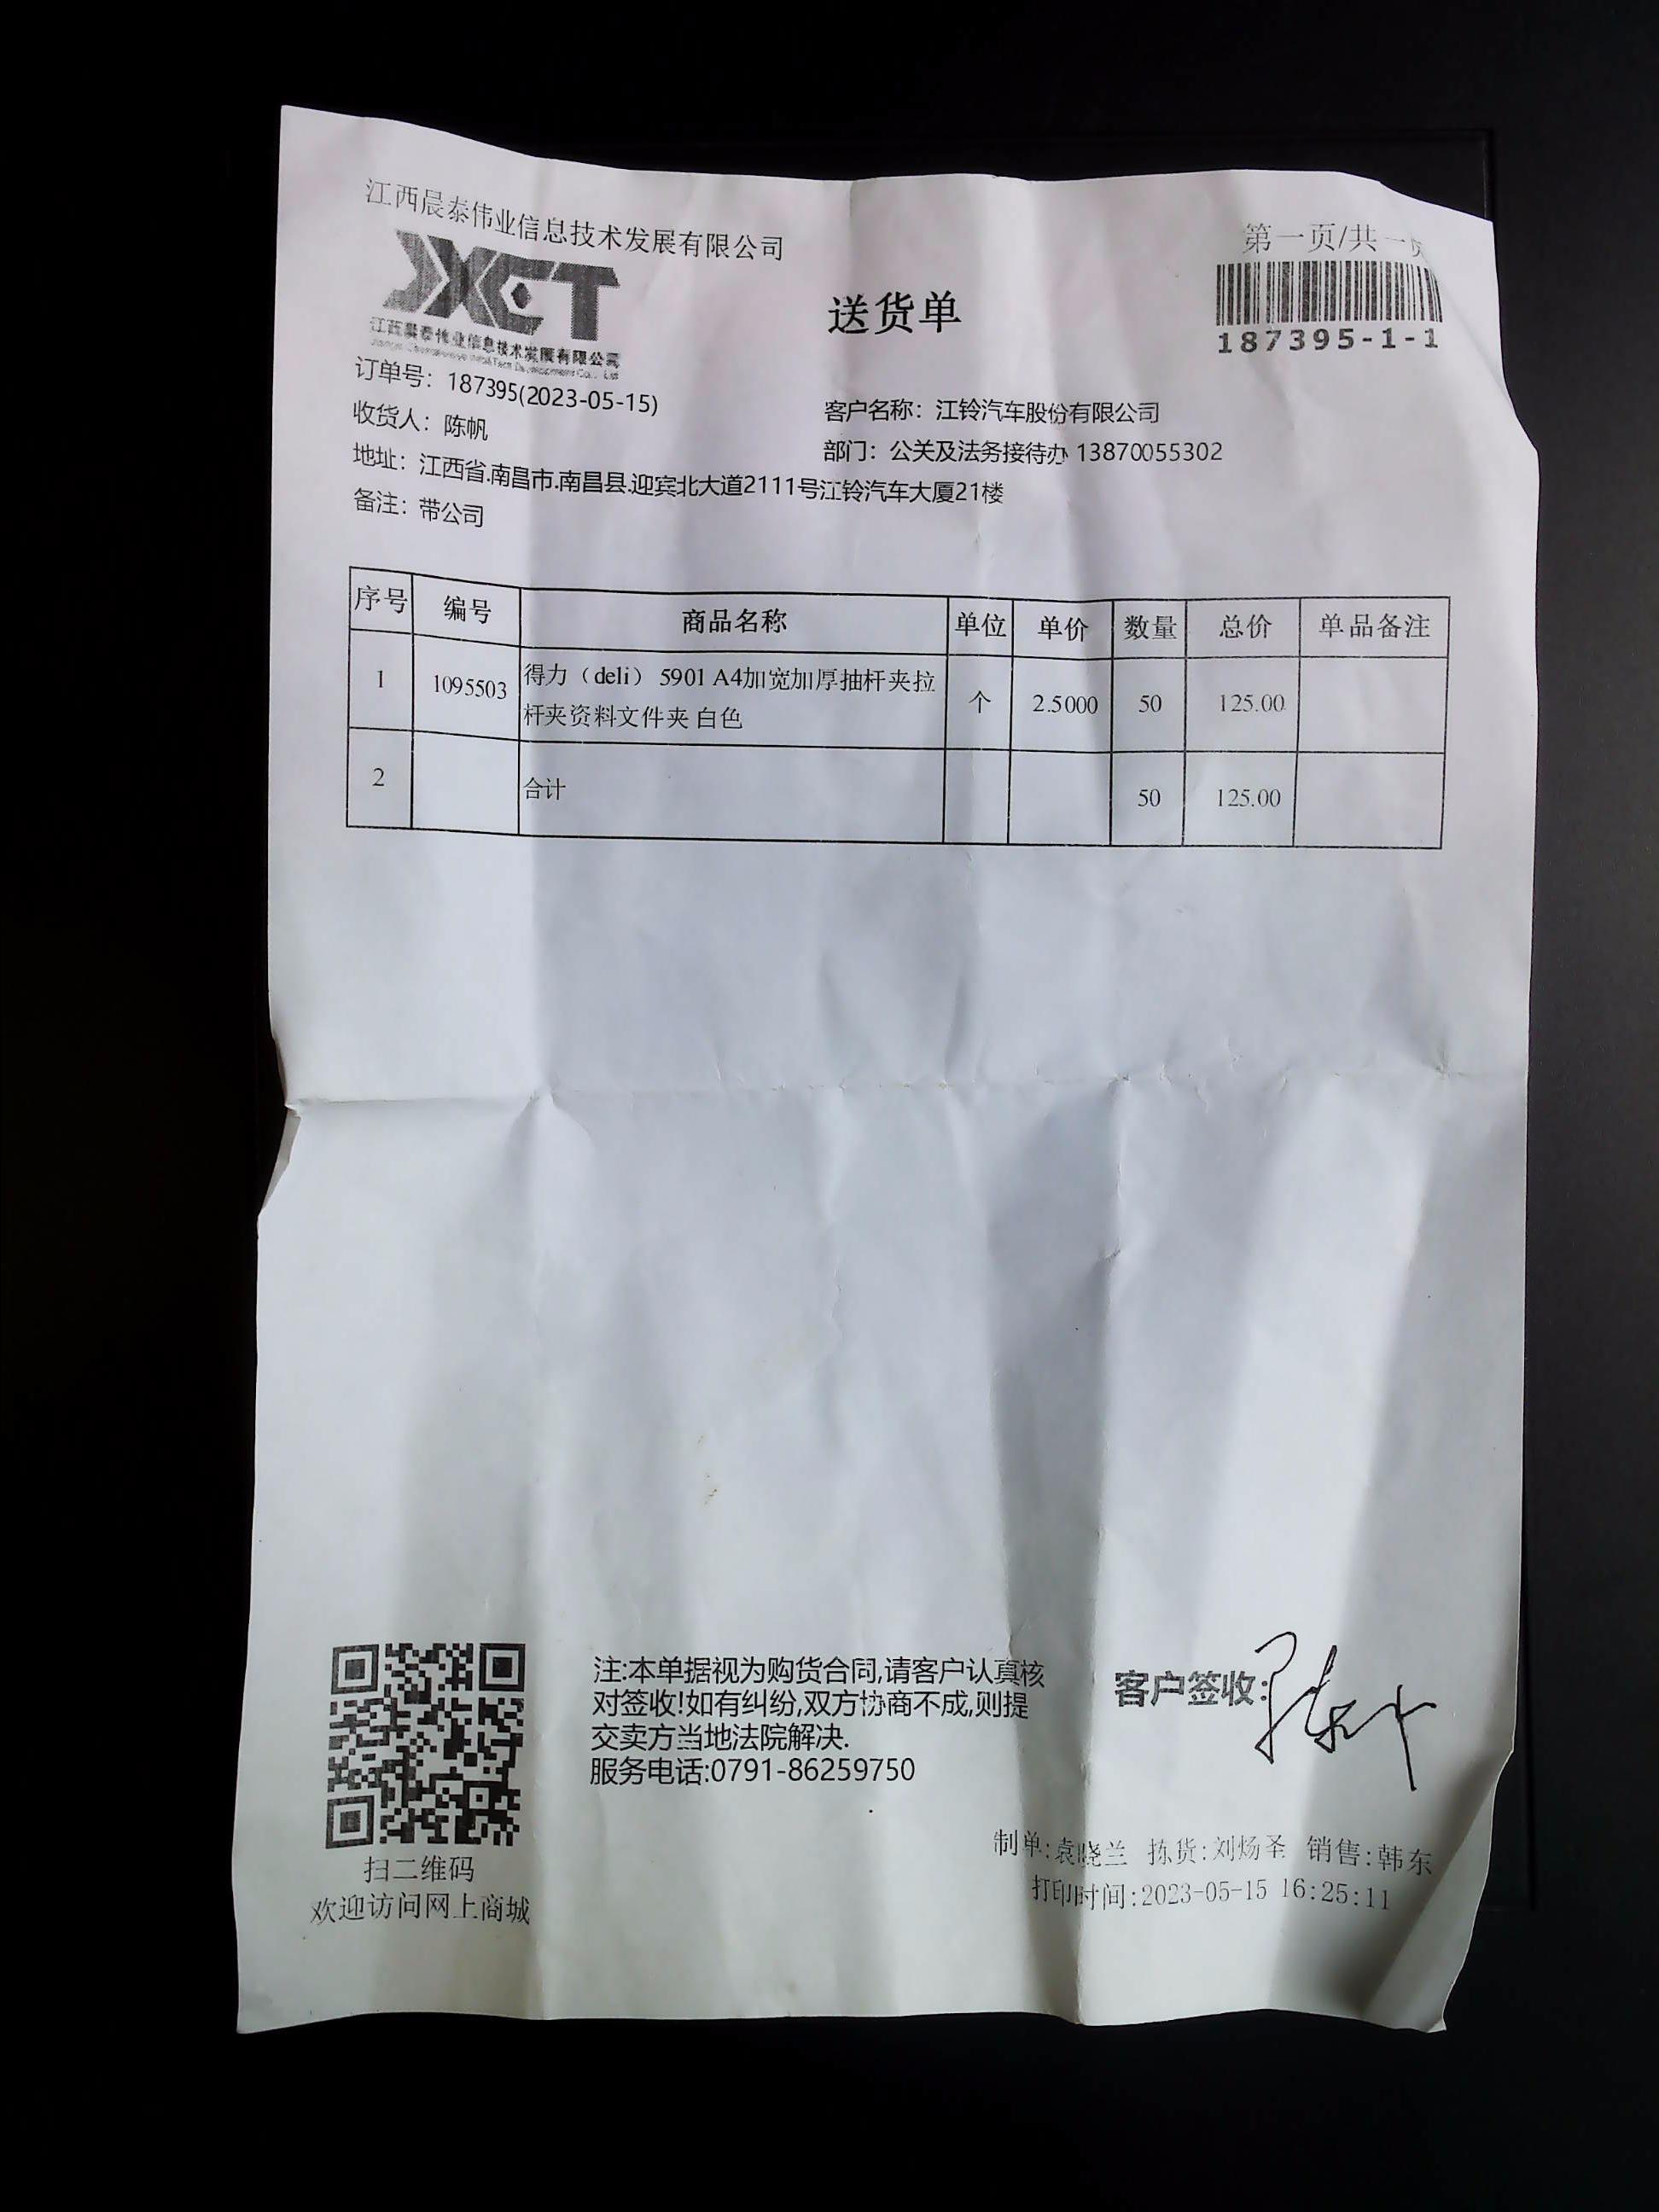 江西晨泰伟业信息技术发展有限公司
第一页/共一页
JXCT
江西晨泰伟业信息技术发展有限公司
送货单
187395-1-1
订单号：187395(2023-05-15)
客户名称：江铃汽车股份有限公司
收货人：陈帆
部门：公关及法务接待办 13870055302
地址：江西省.南昌市.南昌县.迎宾北大道2111号江铃汽车大厦21楼
备注：带公司
序号 编号 商品名称 单位 单价 数量 总价 单品备注
1 1095503 得力（deli） 5901 A4加宽加厚抽杆夹拉 个 2.5000 50 125.00
杆夹资料文件夹 白色
2 合计 50 125.00
注:本单据视为购货合同,请客户认真核
对签收!如有纠纷,双方协商不成,则提
交卖方当地法院解决.
服务电话:0791-86259750
客户签收:
扫二维码
欢迎访问网上商城
制单:袁晓兰 拣货:刘炀圣 销售:韩东
打印时间:2023-05-15 16:25:11